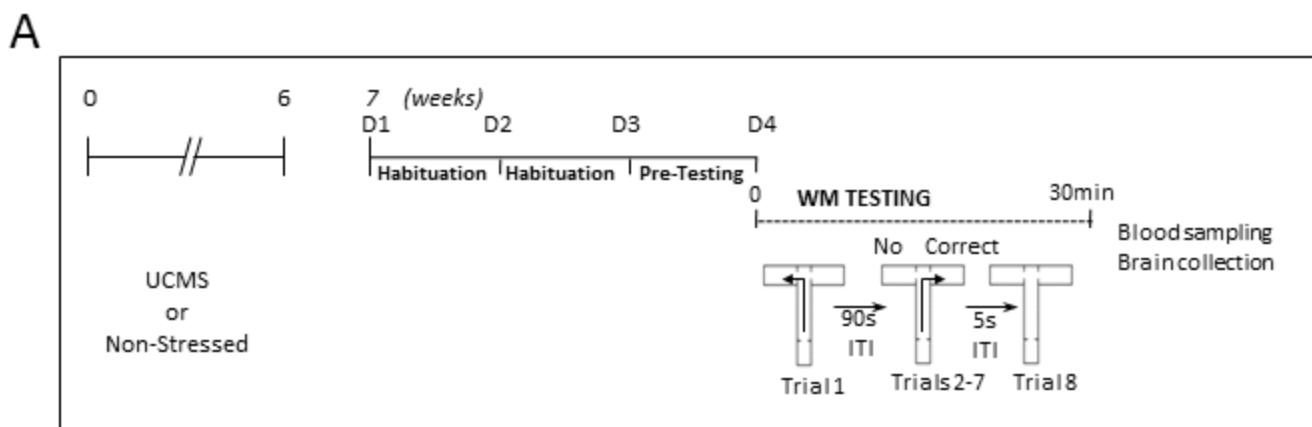 A
0 6 7 (weeks)
D1 D2 D3 D4
Habituation Habituation Pre-Testing
0 WM TESTING 30min
Blood sampling
Brain collection
No Correct
UCMS
or
Non-Stressed
90s
ITI
5s
ITI
Trial 1 Trials 2-7 Trial 8